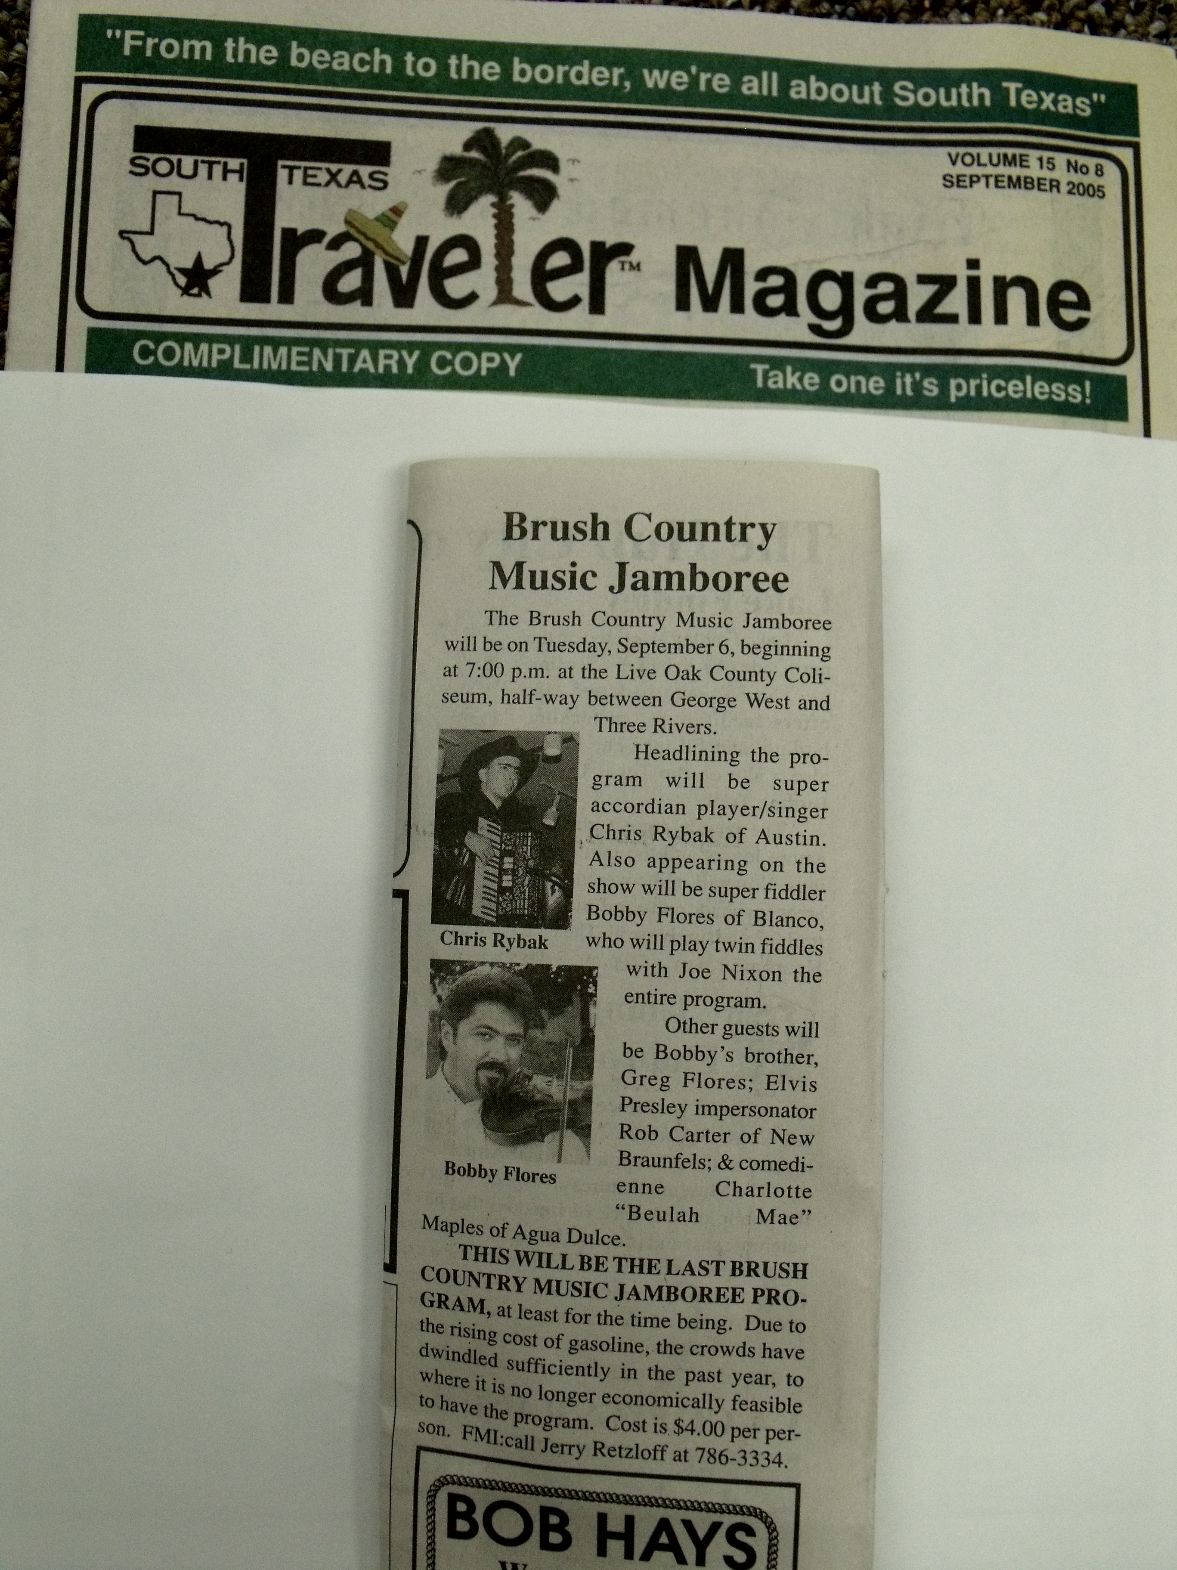 "From the beach to the border, we're all about South Texas"
VOLUME 15 No 8
SEPTEMBER 2005
SOUTH TEXAS
Traveler™ Magazine
COMPLIMENTARY COPY
Take one it's priceless!
Brush Country
Music Jamboree
The Brush Country Music Jamboree
will be on Tuesday, September 6, beginning
at 7:00 p.m. at the Live Oak County Coli-
seum, half-way between George West and
Three Rivers.
Headlining the pro-
gram will be super
accordian player/singer
Chris Rybak of Austin.
Also appearing on the
show will be super fiddler
Bobby Flores of Blanco,
Chris Rybak
who will play twin fiddles
with Joe Nixon the
entire program.
Other guests will
be Bobby's brother,
Greg Flores; Elvis
Presley impersonator
Rob Carter of New
Braunfels; & comedi-
Bobby Flores
enne Charlotte
"Beulah Mae"
Maples of Agua Dulce.
THIS WILL BE THE LAST BRUSH
COUNTRY MUSIC JAMBOREE PRO-
GRAM, at least for the time being. Due to
the rising cost of gasoline, the crowds have
dwindled sufficiently in the past year, to
where it is no longer economically feasible
to have the program. Cost is $4.00 per per-
son. FMI:call Jerry Retzloff at 786-3334.
BOB HAYS